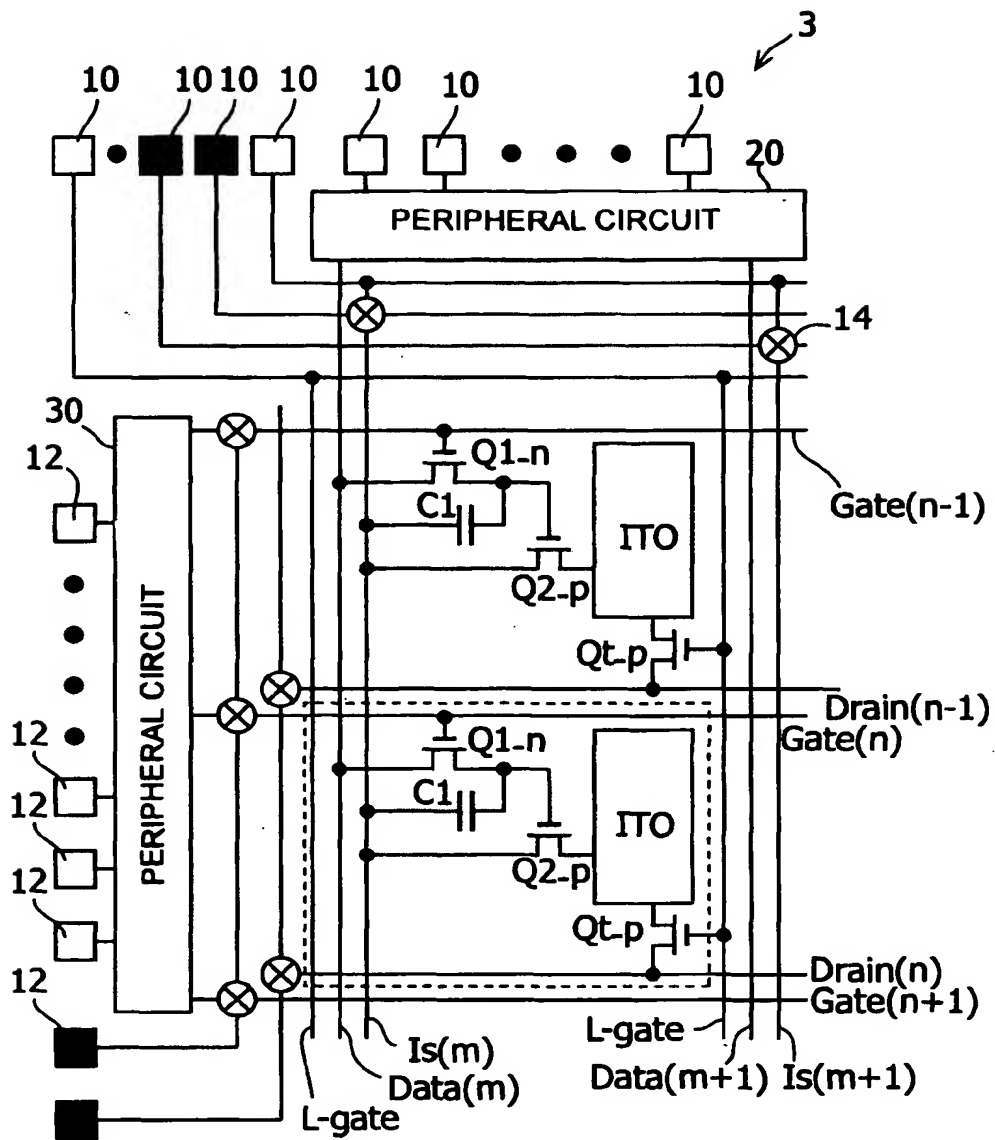 3
10 10 10 10 10 10 10
20
PERIPHERAL CIRCUIT
14
30
12
Q1-n
C1
ITO
Gate(n-1)
Q2-p
Qt-p
PERIPHERAL CIRCUIT
Drain(n-1)
Gate(n)
12
Q1-n
C1
ITO
12
Q2-p
12
Qt-p
12
Drain(n)
Gate(n+1)
Is(m)
Data(m)
L-gate
L-gate
Data(m+1) Is(m+1)